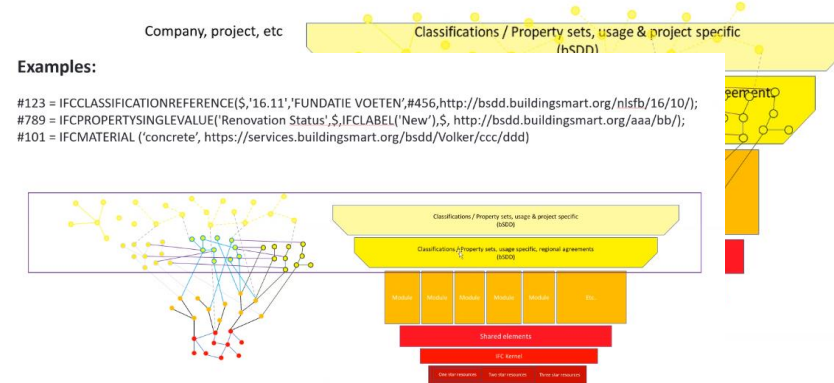 Company, project, etc
Classifications / Property sets, usage & project specific
(bSDD)
Examples:
#123 = IFCCLASSIFICATIONREFERENCE($,'16.11','FUNDATIE VOETEN',#456,http://bsdd.buildingsmart.org/nlsfb/16/10/);
#789 = IFCPROPERTYSINGLEVALUE('Renovation Status',$,IFCLABEL('New'),$, http://bsdd.buildingsmart.org/aaa/bb/);
#101 = IFCMATERIAL ('concrete', https://services.buildingsmart.org/bsdd/Volker/ccc/ddd)
Classifications / Property sets, usage & project specific
(bSDD)
Classifications / Property sets, usage specific, regional agreements
(bSDD)
Module Module Module Module Module Etc.
Shared elements
IFC Kernel
One star resources Two star resources Three star resources